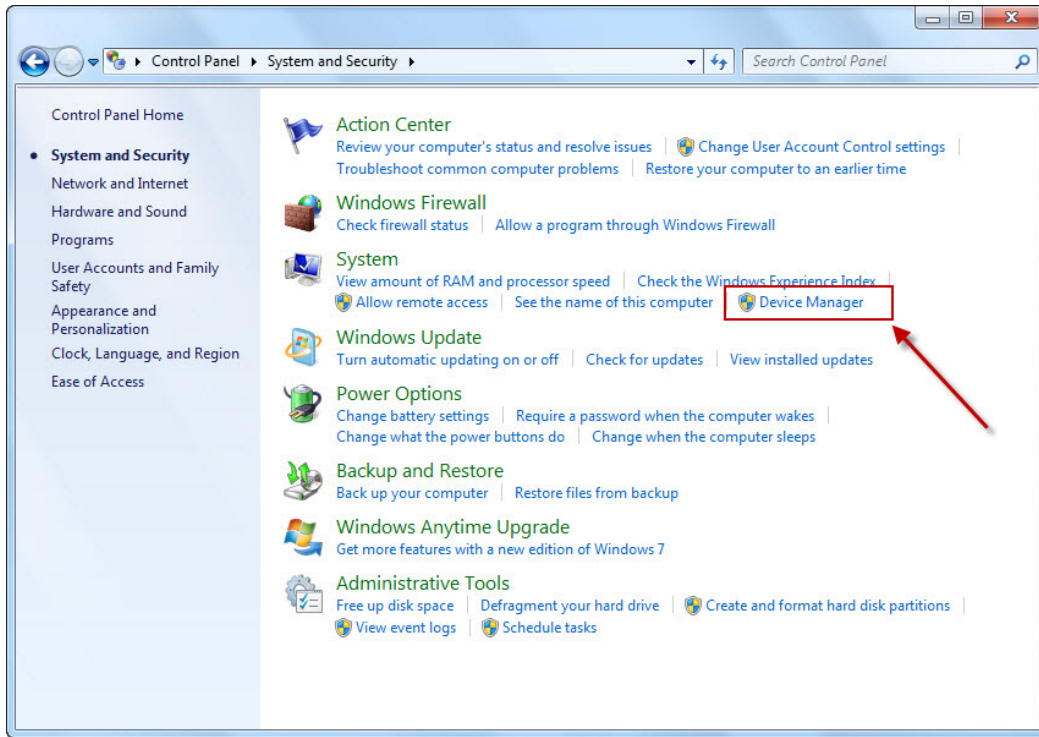 Control Panel System and Security Search Control Panel
Control Panel Home
System and Security
Network and Internet
Hardware and Sound
Programs
User Accounts and Family
Safety
Appearance and
Personalization
Clock, Language, and Region
Ease of Access
Action Center
Review your computer's status and resolve issues Change User Account Control settings
Troubleshoot common computer problems Restore your computer to an earlier time
Windows Firewall
Check firewall status Allow a program through Windows Firewall
System
View amount of RAM and processor speed Check the Windows Experience Index
Allow remote access See the name of this computer Device Manager
Windows Update
Turn automatic updating on or off Check for updates View installed updates
Power Options
Change battery settings Require a password when the computer wakes
Change what the power buttons do Change when the computer sleeps
Backup and Restore
Back up your computer Restore files from backup
Windows Anytime Upgrade
Get more features with a new edition of Windows 7
Administrative Tools
Free up disk space Defragment your hard drive Create and format hard disk partitions
View event logs Schedule tasks